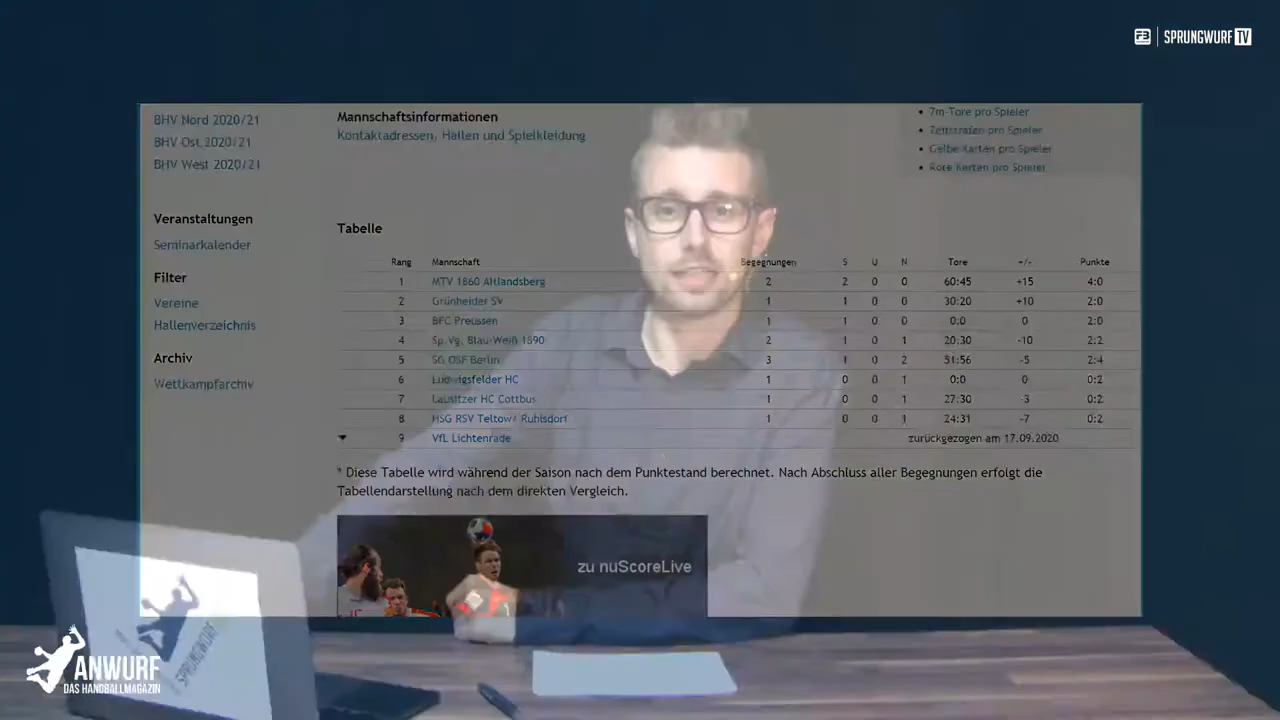 F3 | SPRUNGWURF TV
BHV Nord 2020/21
BHV Ost 2020/21
BHV West 2020/21
Veranstaltungen
Seminarkalender
Filter
Vereine
Hallenverzeichnis
Archiv
Wettkampfarchiv
Mannschaftsinformationen
Kontaktadressen, Hallen und Spielkleidung
• 7m-Tore pro Spieler
• Zeitstrafen pro Spieler
• Gelbe Karten pro Spieler
• Rote Karten pro Spieler
Tabelle
Rang Mannschaft Begegnungen S U N Tore +/- Punkte
1 MTV 1860 Altlandsberg 2 2 0 0 60:45 +15 4:0
2 Grünheider SV 1 1 0 0 30:20 +10 2:0
3 BFC Preussen 1 1 0 0 0:0 0 2:0
4 Sp.Vg. Blau-Weiß 1890 2 1 0 1 20:30 -10 2:2
5 SG OSF Berlin 3 1 0 2 51:56 -5 2:4
6 Ludwigsfelder HC 1 0 0 1 0:0 0 0:2
7 Lausitzer HC Cottbus 1 0 0 1 27:30 -3 0:2
8 HSG RSV Teltow/ Ruhlsdorf 1 0 0 1 24:31 -7 0:2
9 VfL Lichtenrade zurückgezogen am 17.09.2020
* Diese Tabelle wird während der Saison nach dem Punktestand berechnet. Nach Abschluss aller Begegnungen erfolgt die
Tabellendarstellung nach dem direkten Vergleich.
zu nuScoreLive
SPRUNGWURF
ANWURF
DAS HANDBALLMAGAZIN